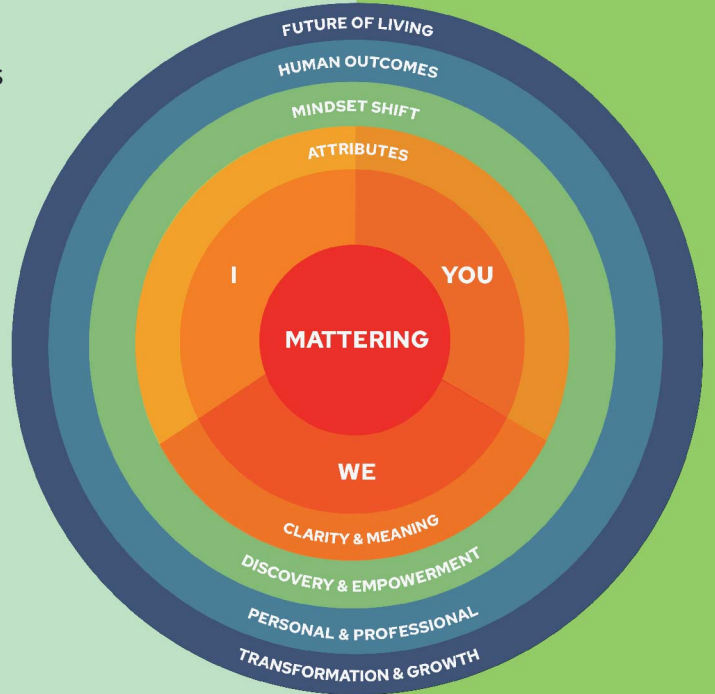 S
FUTURE OF LIVING
HUMAN OUTCOMES
MINDSET SHIFT
ATTRIBUTES
I
YOU
MATTERING
WE
CLARITY & MEANING
DISCOVERY & EMPOWERMENT
PERSONAL & PROFESSIONAL
TRANSFORMATION & GROWTH